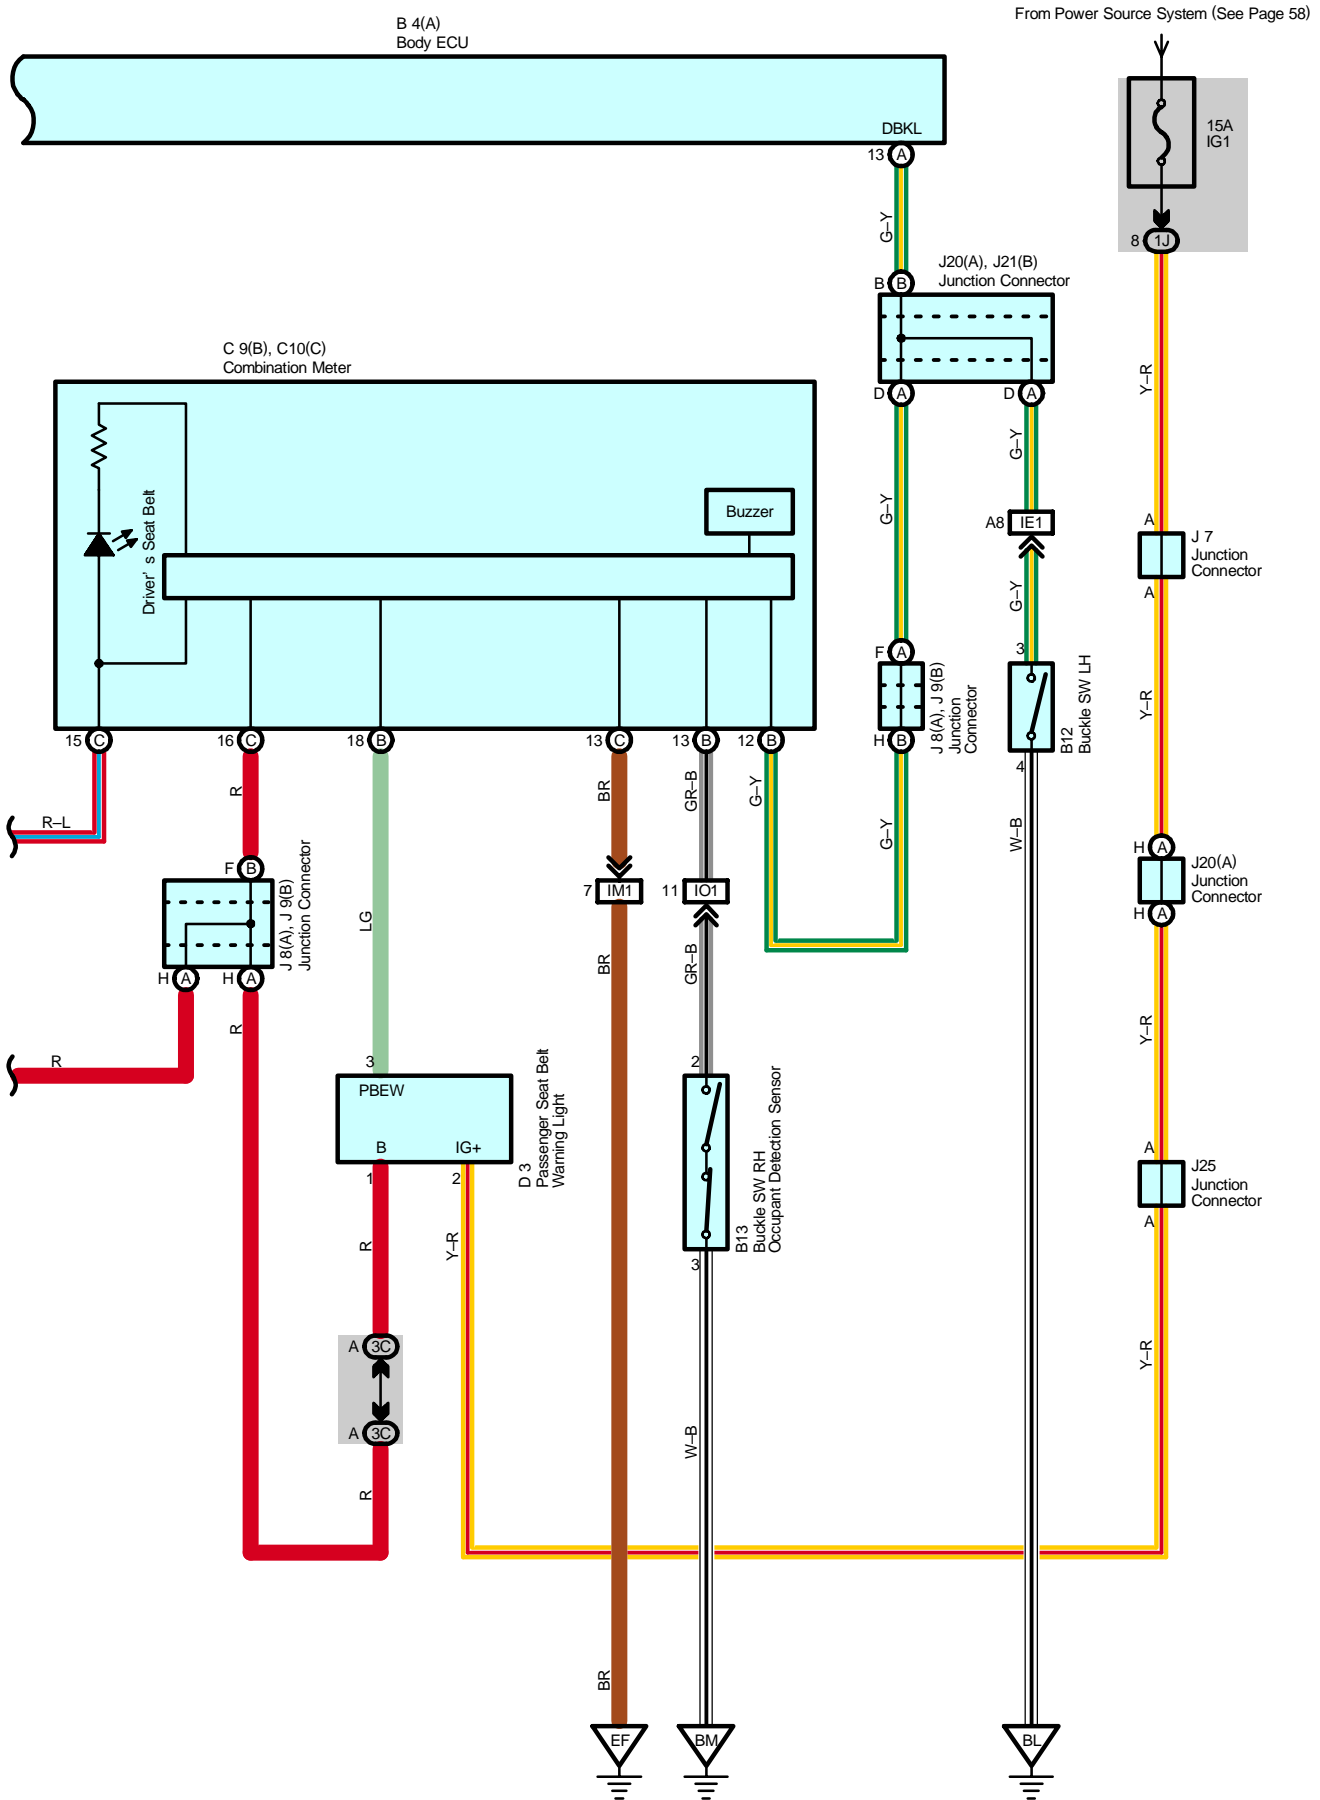 From Power Source System (See Page 58)
B 4(A)
Body ECU
DBKL
13 A
15A
IG1
8 1J
G–Y
J20(A), J21(B)
Junction Connector
B B
D A
D A
C 9(B), C10(C)
Combination Meter
Driver' s Seat Belt
Buzzer
G–Y
G–Y
Y–R
A8 IE1
A
J 7
Junction
Connector
A
G–Y
F A
J 8(A), J 9(B)
Junction
Connector
H B
3
B12
Buckle SW LH
4
Y–R
15 C
16 C
18 B
13 C
13 B
12 B
R
BR
GR–B
G–Y
G–Y
W–B
R–L
F B
J 8(A), J 9(B)
Junction Connector
H A
H A
LG
7 IM1
11 IO1
H A
J20(A)
Junction
Connector
H A
BR
GR–B
R
R
Y–R
3
PBEW
B
IG+
1
2
D 3
Passenger Seat Belt
Warning Light
2
B13
Buckle SW RH
Occupant Detection Sensor
3
A
J25
Junction
Connector
A
R
Y–R
A 3C
A 3C
Y–R
W–B
R
BR
EF
BM
BL